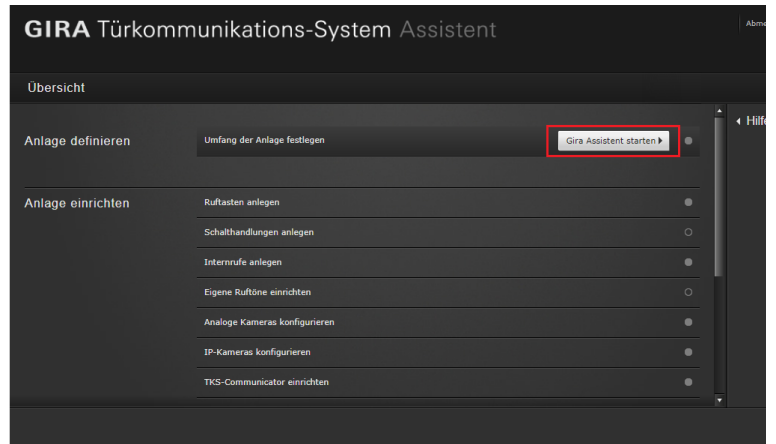 GIRA Türkommunikations-System Assistent
Übersicht
Anlage definieren
Umfang der Anlage festlegen
Gira Assistent starten
Anlage einrichten
Ruftasten anlegen
Schalthandlungen anlegen
Internrufe anlegen
Eigene Ruftöne einrichten
Analoge Kameras konfigurieren
IP-Kameras konfigurieren
TKS-Communicator einrichten